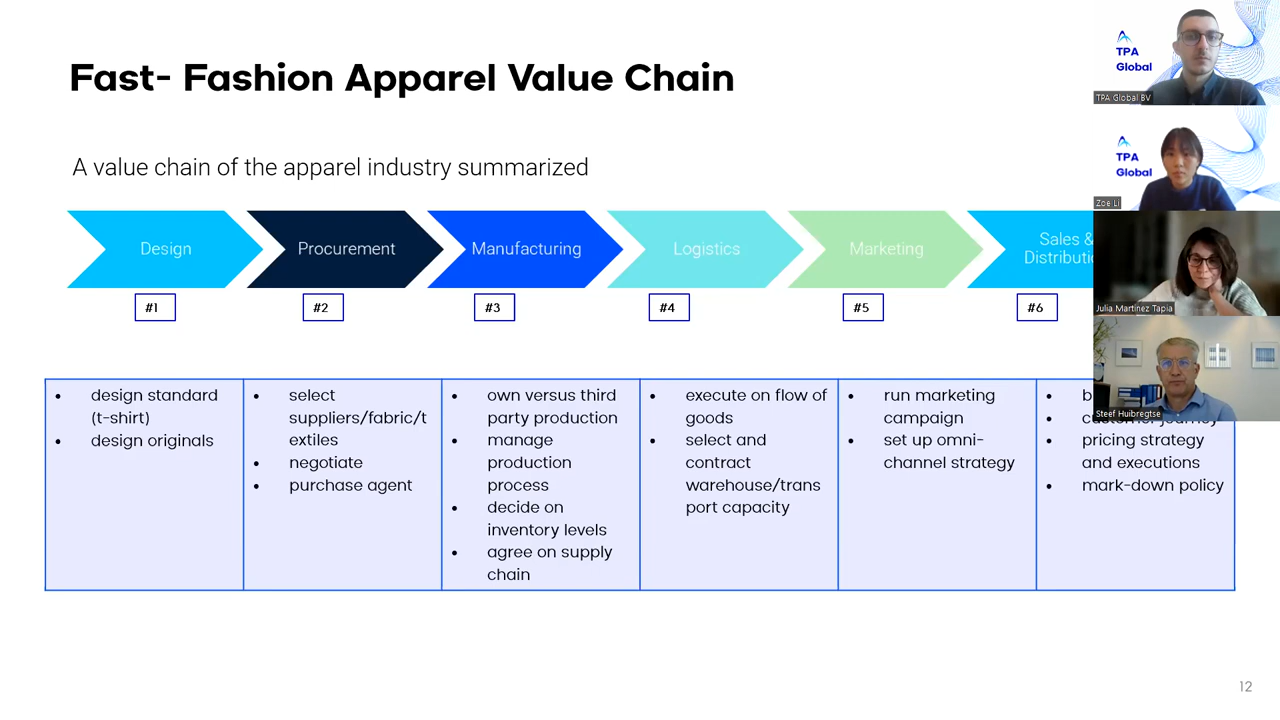 Fast- Fashion Apparel Value Chain
A value chain of the apparel industry summarized
Design
Procurement
Manufacturing
Logistics
Marketing
Sales &
#1
#2
#3
#4
#5
#6
• design standard
(t-shirt)
• design originals
• select
suppliers/fabric/t
extiles
• negotiate
• purchase agent
• own versus third
party production
• manage
production
process
• decide on
inventory levels
• agree on supply
chain
• execute on flow of
goods
• select and
contract
warehouse/trans
port capacity
• run marketing
campaign
• set up omni-
channel strategy
• pricing strategy
and executions
• mark-down policy
TPA
Global
TPA Global BV
TPA
Global
Zoe Li
Julia Martinez Tapia
Steef Huibregtse
12